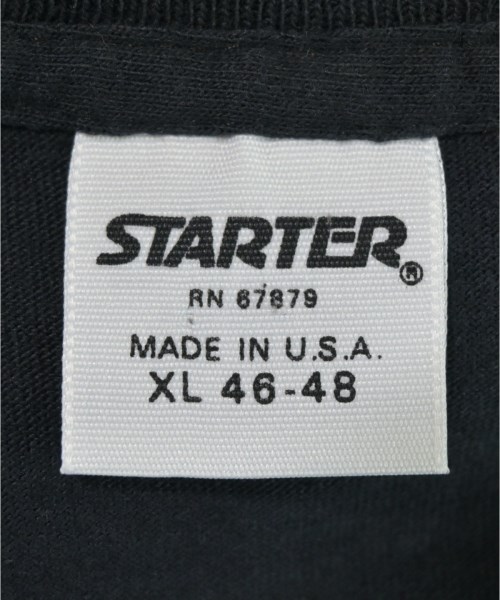 STARTER®
RN 67879
MADE IN U.S.A.
XL 46-48